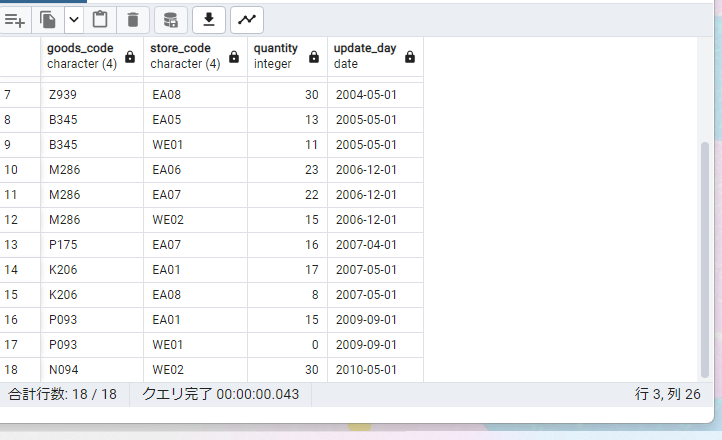 goods_code store_code quantity update_day
character (4) character (4) integer date
7 Z939 EA08 30 2004-05-01
8 B345 EA05 13 2005-05-01
9 B345 WE01 11 2005-05-01
10 M286 EA06 23 2006-12-01
11 M286 EA07 22 2006-12-01
12 M286 WE02 15 2006-12-01
13 P175 EA07 16 2007-04-01
14 K206 EA01 17 2007-05-01
15 K206 EA08 8 2007-05-01
16 P093 EA01 15 2009-09-01
17 P093 WE01 0 2009-09-01
18 N094 WE02 30 2010-05-01
合計行数: 18 / 18 クエリ完了 00:00:00.043 行 3, 列 26